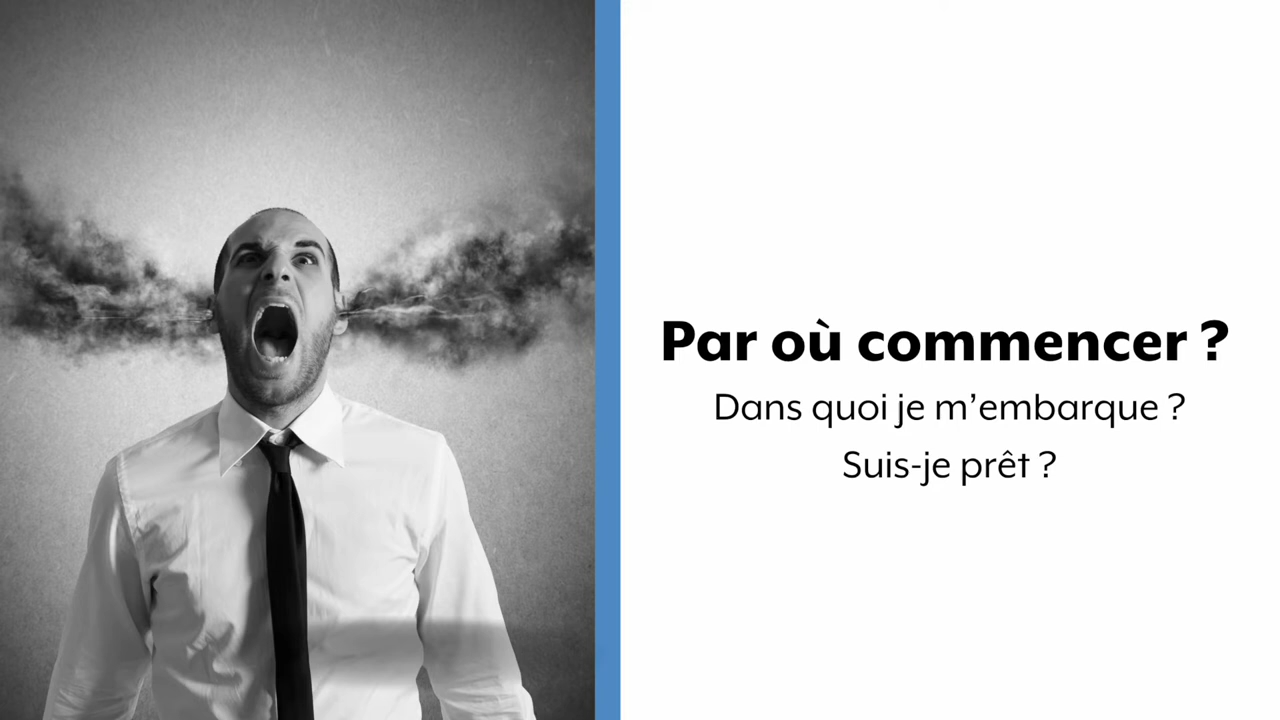 Par où commencer ?
Dans quoi je m’embarque ?
Suis-je prêt ?